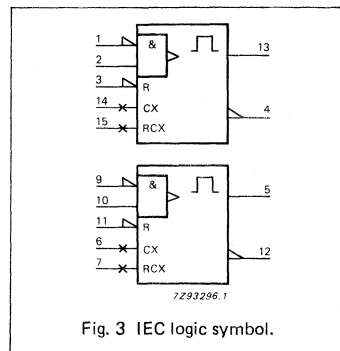 1
&
13
2
3
R
4
14
CX
15
RCX
9
&
5
10
11
R
12
6
CX
7
RCX
7Z93296.1
Fig. 3 IEC logic symbol.